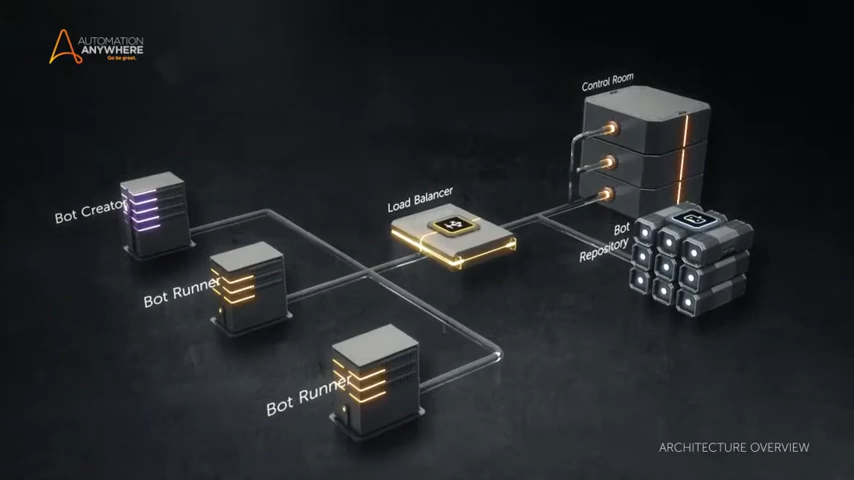 AUTOMATION
ANYWHERE
Go be great.
Control Room
Bot Creator
Load Balancer
Bot
Repository
Bot Runner
Bot Runner
ARCHITECTURE OVERVIEW